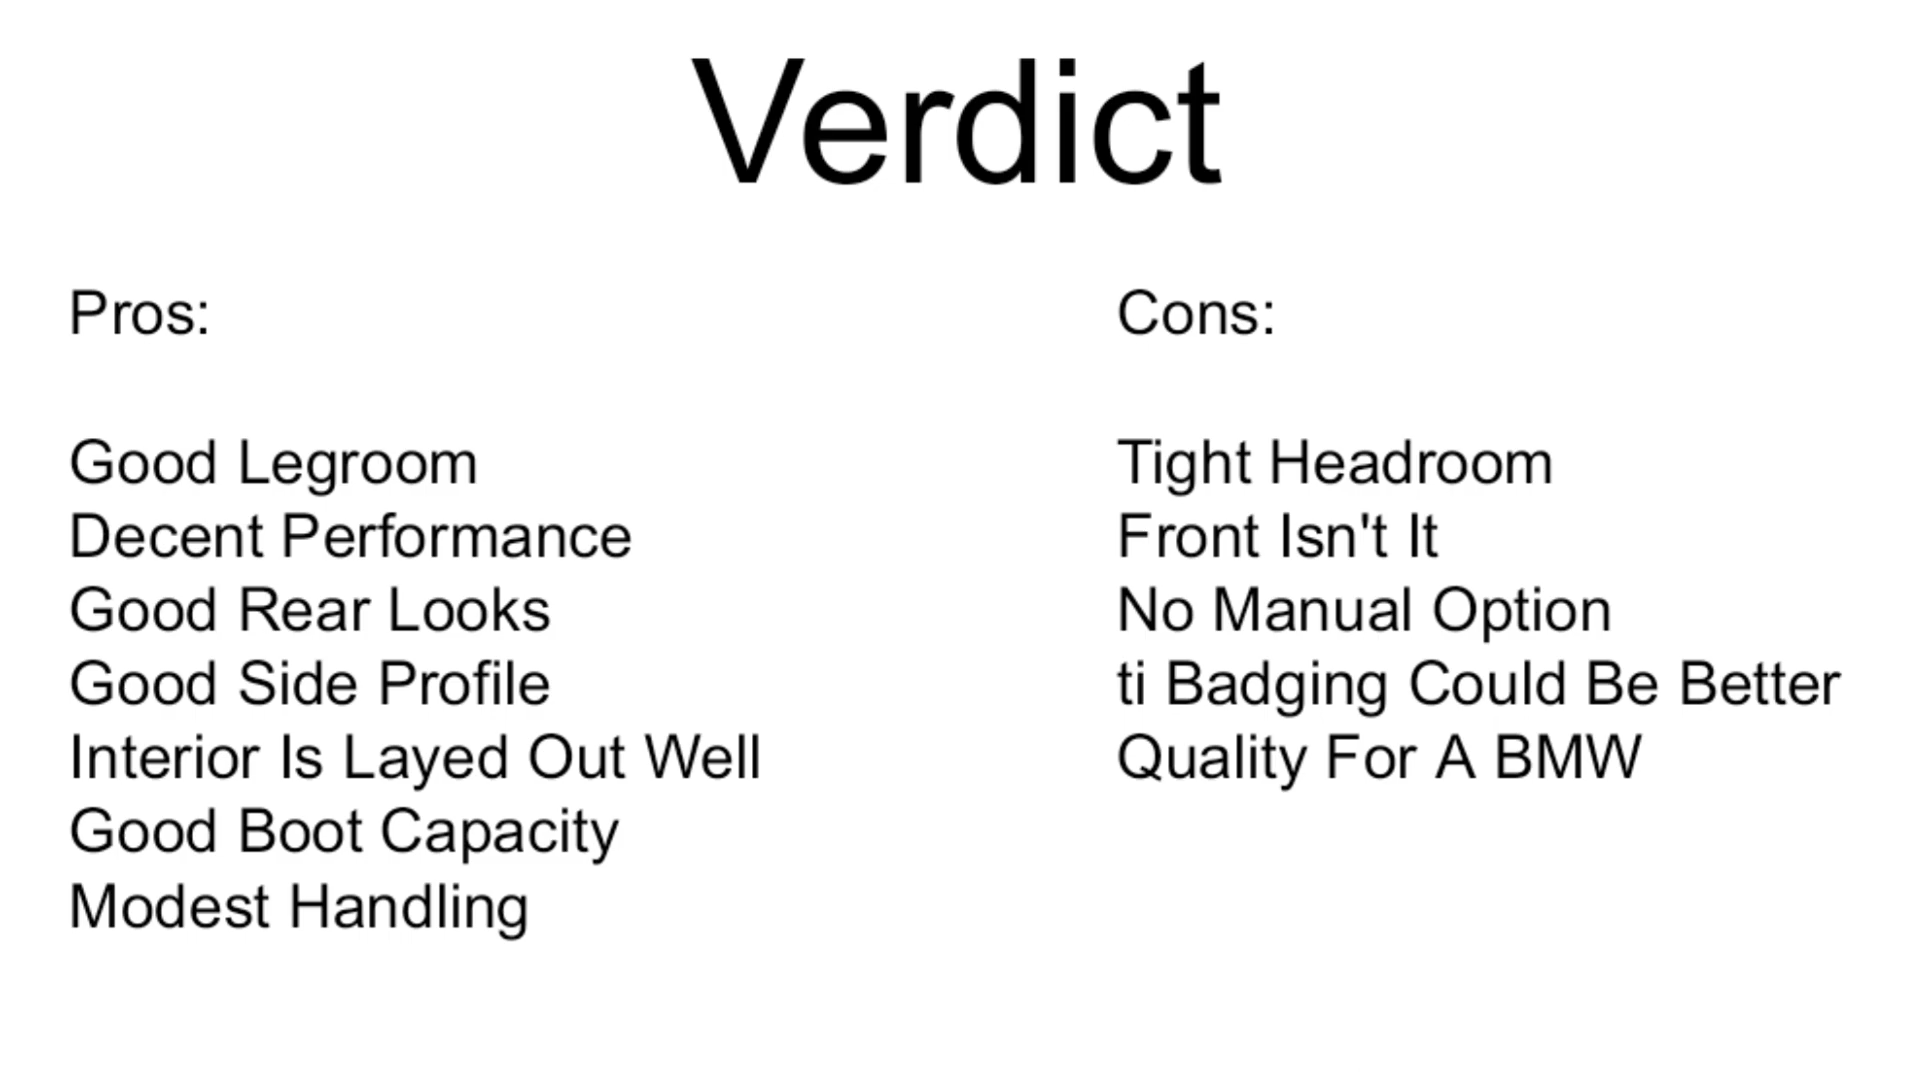 Verdict
Pros:
Good Legroom
Decent Performance
Good Rear Looks
Good Side Profile
Interior Is Layed Out Well
Good Boot Capacity
Modest Handling
Cons:
Tight Headroom
Front Isn't It
No Manual Option
ti Badging Could Be Better
Quality For A BMW